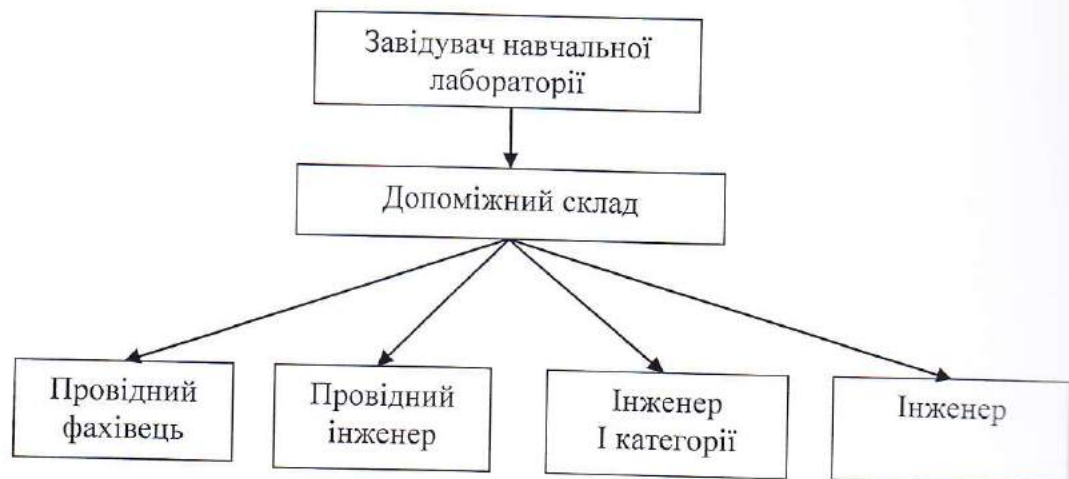 Завідувач навчальної
лабораторії
Допоміжний склад
Провідний
фахівець
Провідний
інженер
Інженер
І категорії
Інженер